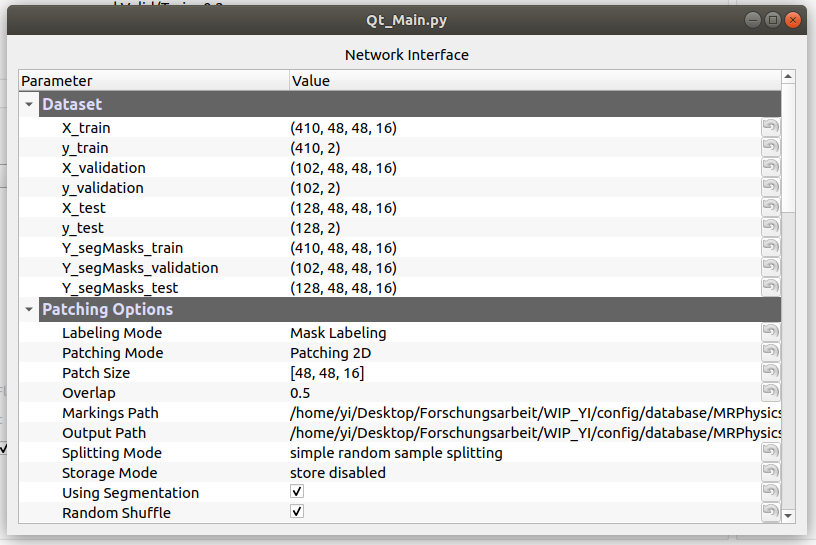 Qt_Main.py
Network Interface
Parameter Value
Dataset
X_train (410, 48, 48, 16)
y_train (410, 2)
X_validation (102, 48, 48, 16)
y_validation (102, 2)
X_test (128, 48, 48, 16)
y_test (128, 2)
Y_segMasks_train (410, 48, 48, 16)
Y_segMasks_validation (102, 48, 48, 16)
Y_segMasks_test (128, 48, 48, 16)
Patching Options
Labeling Mode Mask Labeling
Patching Mode Patching 2D
Patch Size [48, 48, 16]
Overlap 0.5
Markings Path /home/yi/Desktop/Forschungsarbeit/WIP_YI/config/database/MRPhysics
Output Path /home/yi/Desktop/Forschungsarbeit/WIP_YI/config/database/MRPhysics
Splitting Mode simple random sample splitting
Storage Mode store disabled
Using Segmentation
Random Shuffle